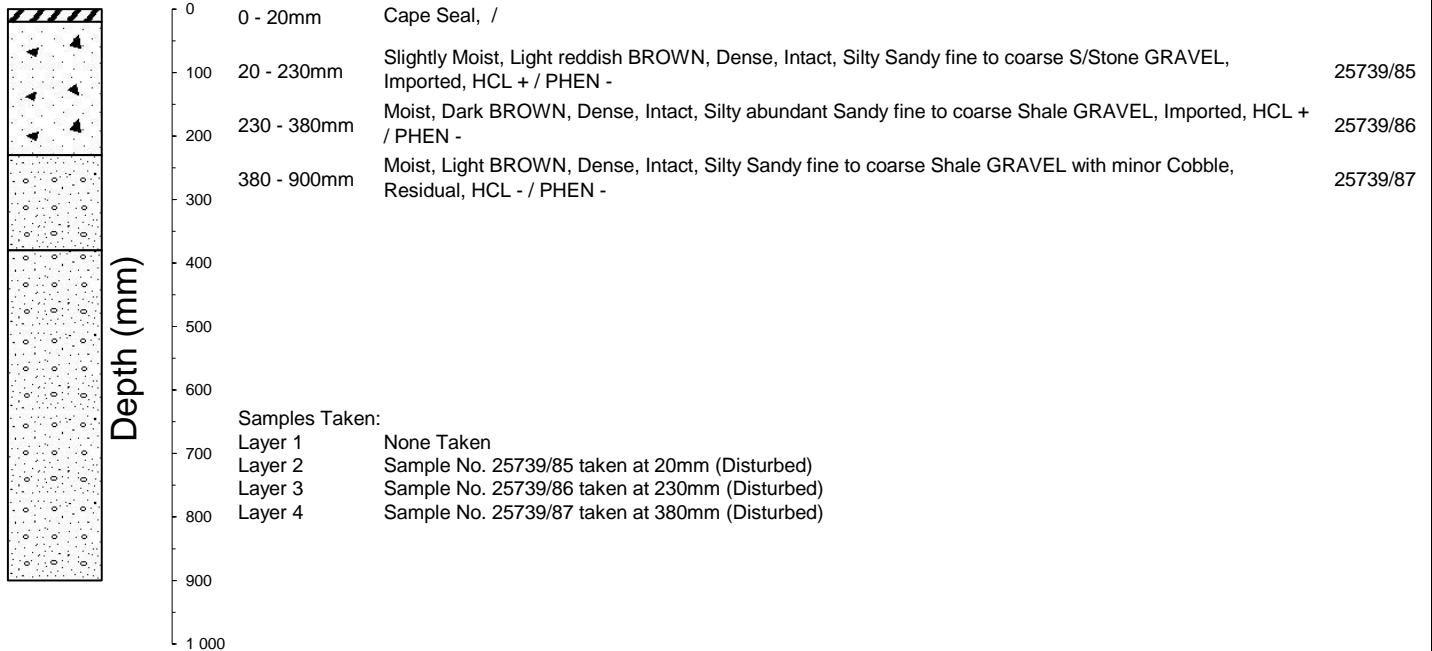 0
0 - 20mm Cape Seal, /
Slightly Moist, Light reddish BROWN, Dense, Intact, Silty Sandy fine to coarse S/Stone GRAVEL,
100 20 - 230mm 25739/85
Imported, HCL + / PHEN -
Moist, Dark BROWN, Dense, Intact, Silty abundant Sandy fine to coarse Shale GRAVEL, Imported, HCL +
200 230 - 380mm 25739/86
/ PHEN -
Moist, Light BROWN, Dense, Intact, Silty Sandy fine to coarse Shale GRAVEL with minor Cobble,
380 - 900mm 25739/87
Residual, HCL - / PHEN -
300
400
Depth (mm)
500
600
Samples Taken:
Layer 1 None Taken
700
Layer 2 Sample No. 25739/85 taken at 20mm (Disturbed)
Layer 3 Sample No. 25739/86 taken at 230mm (Disturbed)
800 Layer 4 Sample No. 25739/87 taken at 380mm (Disturbed)
900
1 000